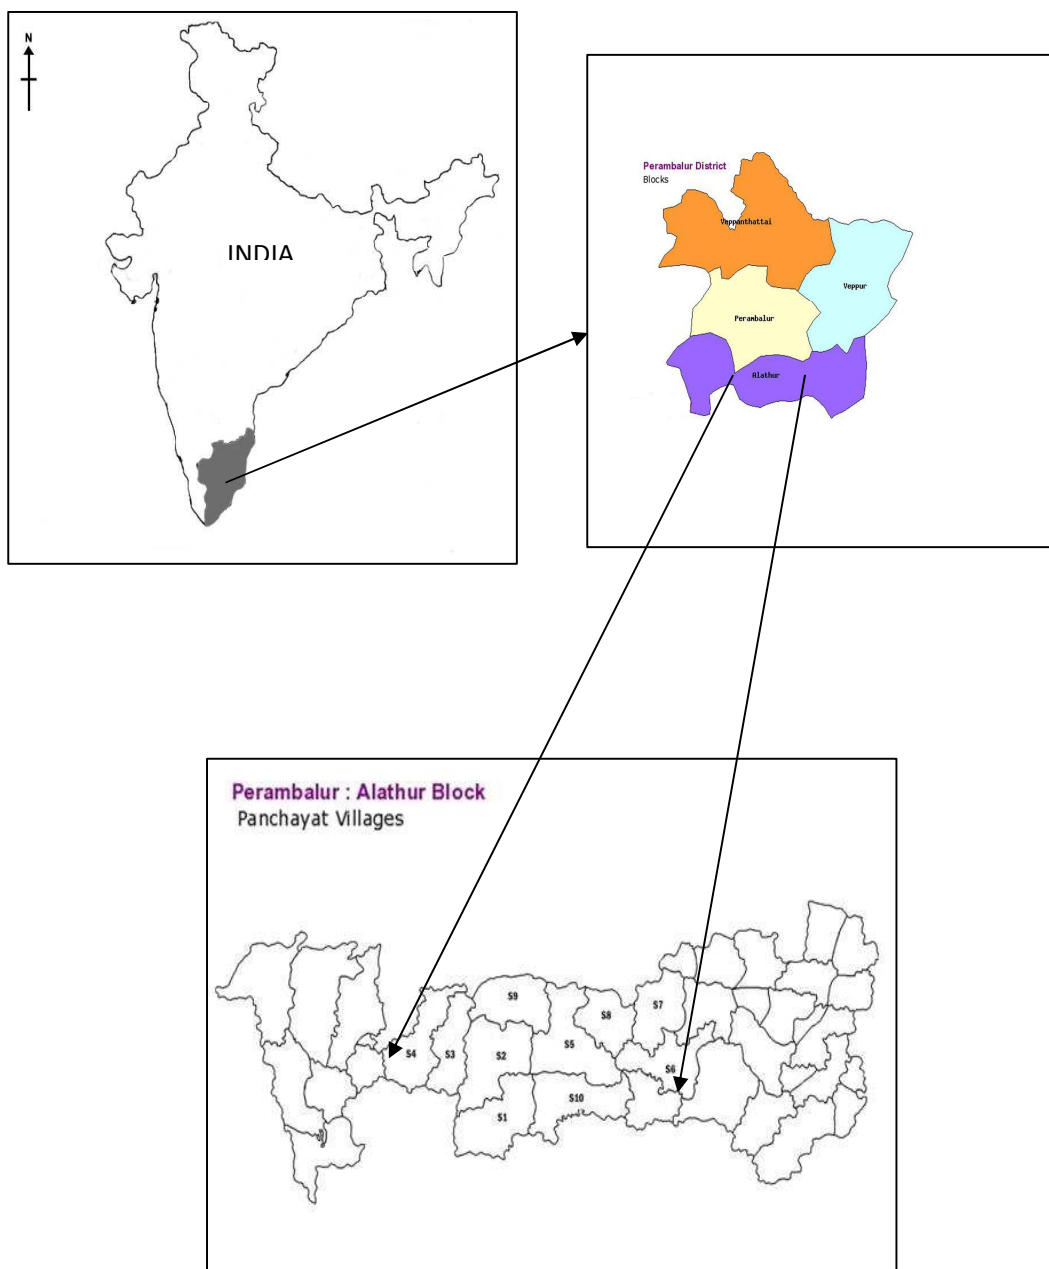 N
INDIA
Perambalur District
Blocks
Veppanthattai
Veppur
Perambalur
Alathur
Perambalur : Alathur Block
Panchayat Villages
S9
S7
S8
S5
S4
S3
S2
S6
S10
S1